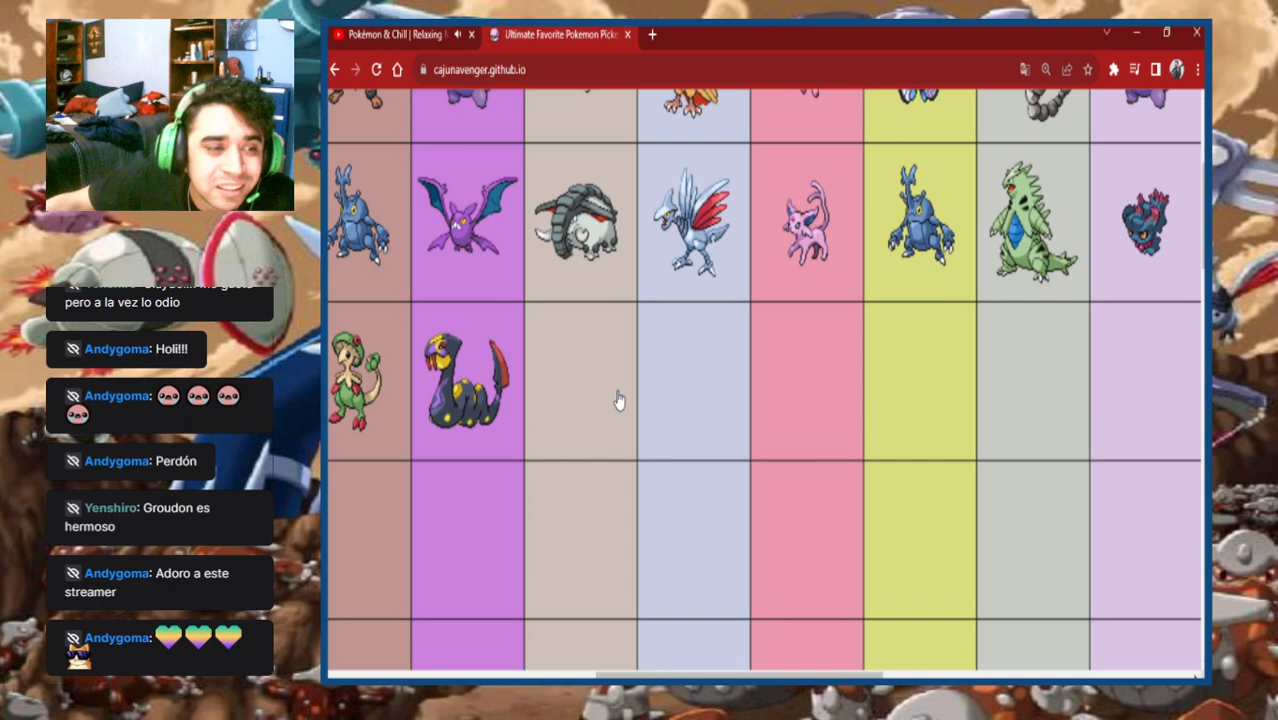 Pokémon & Chill | Relaxing
Ultimate Favorite Pokemon Picke
cajunavenger.github.io
pero a la vez lo odio
Andygoma: Holi!!!
Andygoma:
Andygoma: Perdón
Yenshiro: Groudon es
hermoso
Andygoma: Adoro a este
streamer
Andygoma: